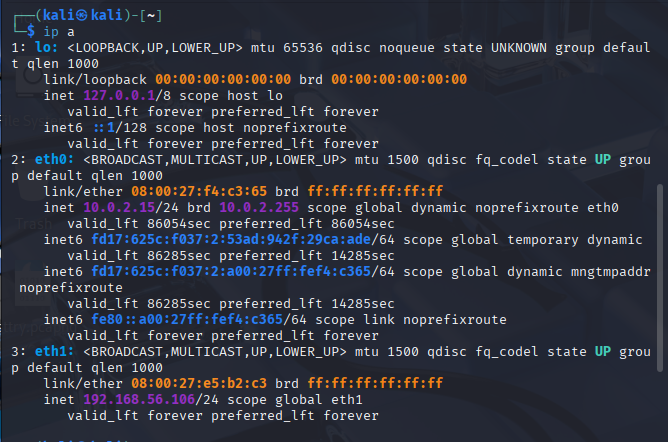 ┌──(kali㉿kali)-[~]
└─$ ip a
1: lo: <LOOPBACK,UP,LOWER_UP> mtu 65536 qdisc noqueue state UNKNOWN group defaul
t qlen 1000
    link/loopback 00:00:00:00:00:00 brd 00:00:00:00:00:00
    inet 127.0.0.1/8 scope host lo
       valid_lft forever preferred_lft forever
    inet6 ::1/128 scope host noprefixroute
       valid_lft forever preferred_lft forever
2: eth0: <BROADCAST,MULTICAST,UP,LOWER_UP> mtu 1500 qdisc fq_codel state UP grou
p default qlen 1000
    link/ether 08:00:27:f4:c3:65 brd ff:ff:ff:ff:ff:ff
    inet 10.0.2.15/24 brd 10.0.2.255 scope global dynamic noprefixroute eth0
       valid_lft 86054sec preferred_lft 86054sec
    inet6 fd17:625c:f037:2:53ad:942f:29ca:ade/64 scope global temporary dynamic
       valid_lft 86285sec preferred_lft 14285sec
    inet6 fd17:625c:f037:2:a00:27ff:fef4:c365/64 scope global dynamic mngtmpaddr
noprefixroute
       valid_lft 86285sec preferred_lft 14285sec
    inet6 fe80::a00:27ff:fef4:c365/64 scope link noprefixroute
       valid_lft forever preferred_lft forever
3: eth1: <BROADCAST,MULTICAST,UP,LOWER_UP> mtu 1500 qdisc fq_codel state UP grou
p default qlen 1000
    link/ether 08:00:27:e5:b2:c3 brd ff:ff:ff:ff:ff:ff
    inet 192.168.56.106/24 scope global eth1
       valid_lft forever preferred_lft forever